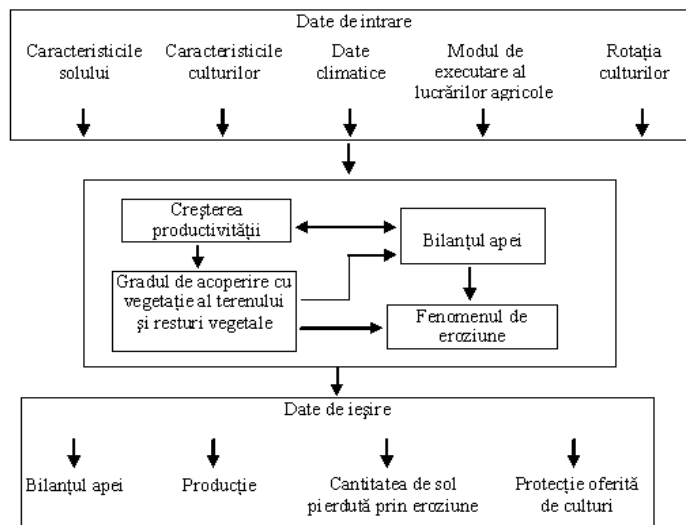 Date de intrare
Caracteristicile
solului
Caracteristicile
culturilor
Date
climatice
Modul de
executare al
lucrărilor agricole
Rotația
culturilor
Creșterea
productivității
Bilanțul apei
Gradul de acoperire cu
vegetație al terenului
și resturi vegetale
Fenomenul de
eroziune
Date de ieșire
Bilanțul apei
Producție
Cantitatea de sol
pierdută prin eroziune
Protecție oferită
de culturi